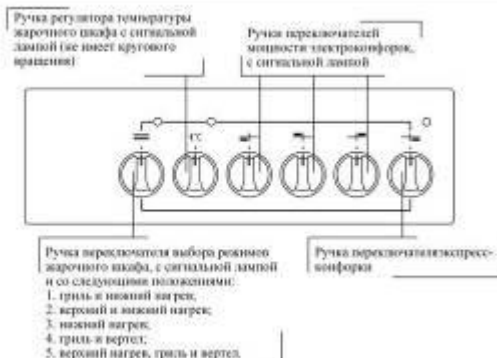 Ручка регулятора температуры
жарочного шкафа с сигнальной
лампой (не имеет кругового
вращения)
Ручки переключателей
мощности электроконфорок,
с сигнальной лампой
t°C
Ручка переключателя выбора режимов
жарочного шкафа, с сигнальной лампой
и со следующими положениями:
1. гриль и нижний нагрев;
2. верхний и нижний нагрев;
3. нижний нагрев;
4. гриль и вертел;
5. верхний нагрев, гриль и вертел
Ручка переключателя экспресс-
конфорки